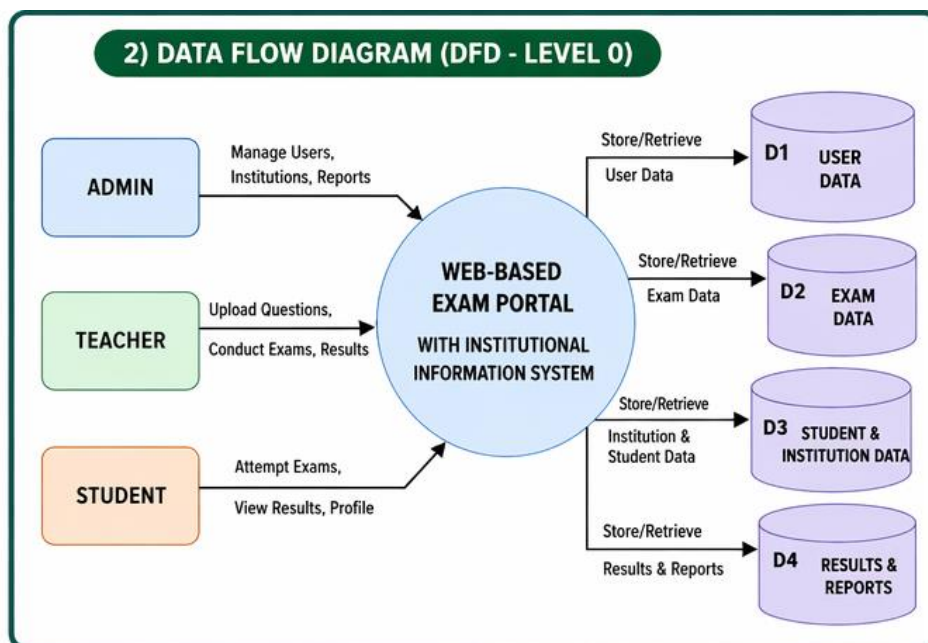 2) DATA FLOW DIAGRAM (DFD - LEVEL 0)
ADMIN
Manage Users,
Institutions, Reports
TEACHER
Upload Questions,
Conduct Exams, Results
STUDENT
Attempt Exams,
View Results, Profile
WEB-BASED
EXAM PORTAL
WITH INSTITUTIONAL
INFORMATION SYSTEM
Store/Retrieve
User Data
D1
USER
DATA
Store/Retrieve
Exam Data
D2
EXAM
DATA
Store/Retrieve
Institution &
Student Data
D3
STUDENT &
INSTITUTION DATA
Store/Retrieve
Results & Reports
D4
RESULTS &
REPORTS